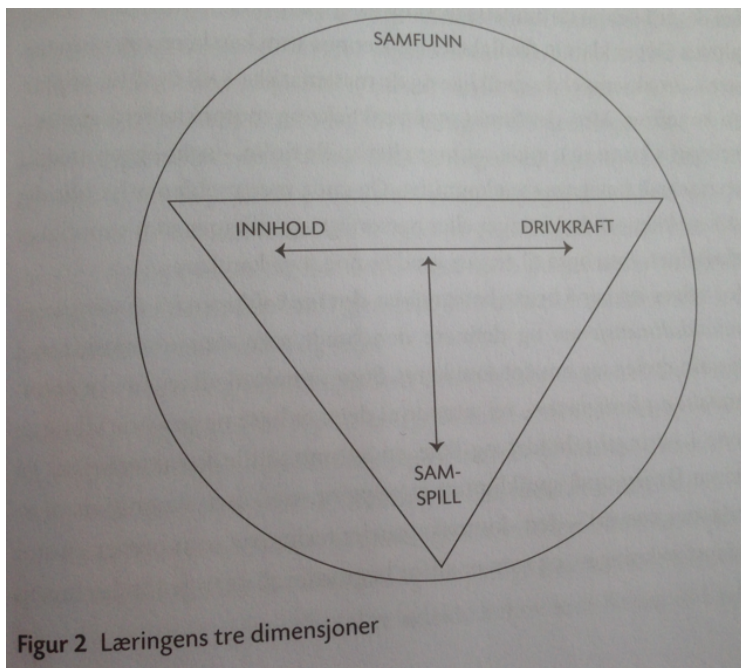 SAMFUNN
INNHOLD DRIVKRAFT
SAM-
SPILL
Figur 2 Læringens tre dimensjoner